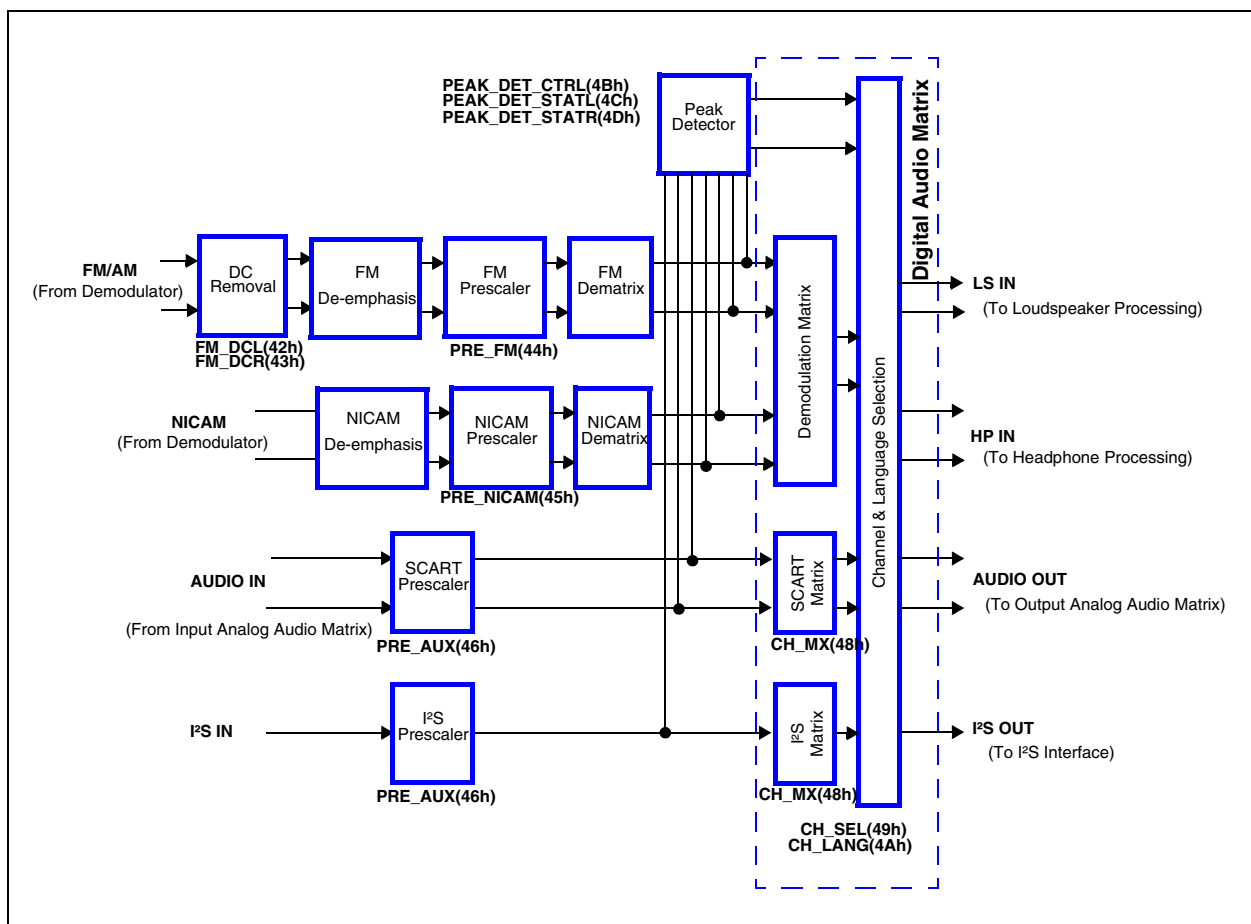 PEAK_DET_CTRL(4Bh)
PEAK_DET_STATL(4Ch)
PEAK_DET_STATR(4Dh)
Peak
Detector
Digital Audio Matrix
FM/AM
(From Demodulator)
DC
Removal
FM
De-emphasis
FM
Prescaler
FM
Dematrix
FM_DCL(42h)
FM_DCR(43h)
PRE_FM(44h)
Demodulation Matrix
Channel & Language Selection
LS IN
(To Loudspeaker Processing)
NICAM
(From Demodulator)
NICAM
De-emphasis
NICAM
Prescaler
NICAM
Dematrix
PRE_NICAM(45h)
HP IN
(To Headphone Processing)
AUDIO IN
(From Input Analog Audio Matrix)
SCART
Prescaler
PRE_AUX(46h)
SCART
Matrix
CH_MX(48h)
AUDIO OUT
(To Output Analog Audio Matrix)
I²S IN
I²S
Prescaler
PRE_AUX(46h)
I²S
Matrix
CH_MX(48h)
I²S OUT
(To I²S Interface)
CH_SEL(49h)
CH_LANG(4Ah)